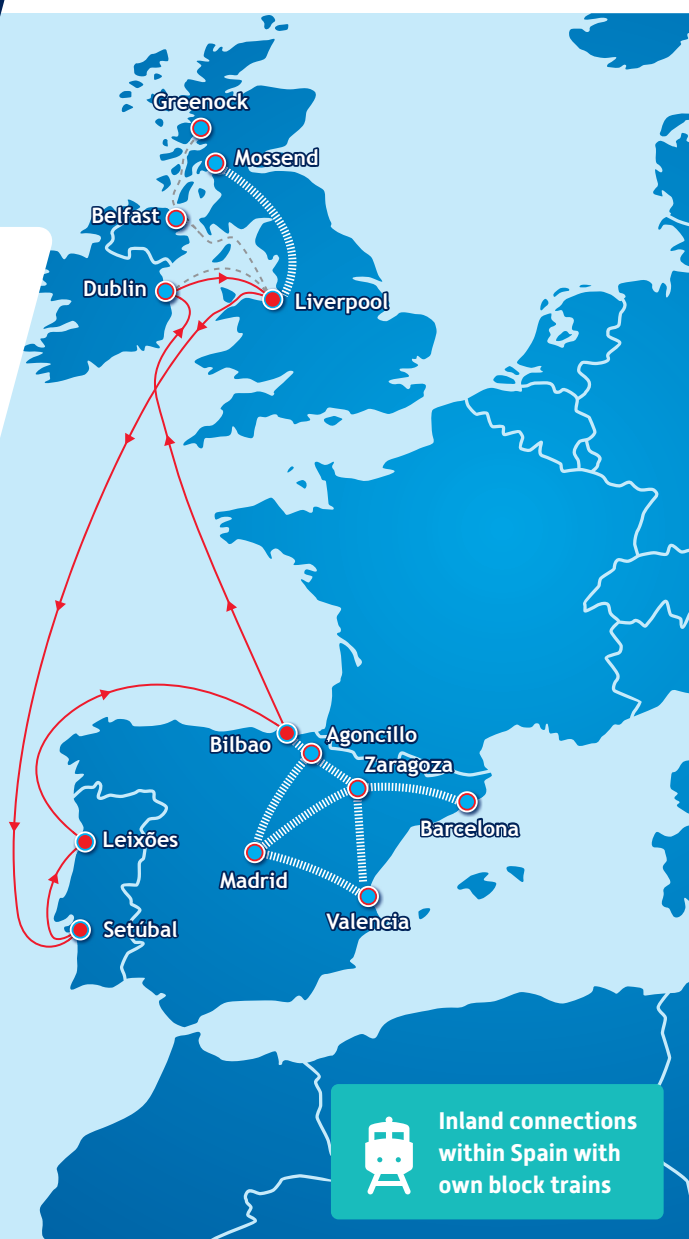 Greenock
Mossend
Belfast
Dublin
Liverpool
Bilbao
Agoncillo
Zaragoza
Barcelona
Leixões
Madrid
Valencia
Setúbal
Inland connections
within Spain with
own block trains